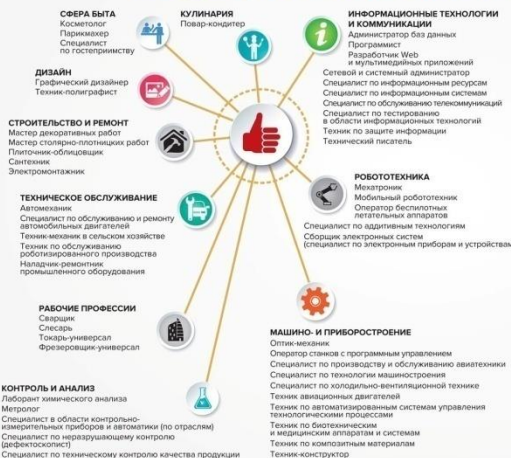 СФЕРА БЫТА
Косметолог
Парикмахер
Специалист
по гостеприимству
КУЛИНАРИЯ
Повар-кондитер
ИНФОРМАЦИОННЫЕ ТЕХНОЛОГИИ
И КОММУНИКАЦИИ
Администратор баз данных
Программист
Разработчик Web
и мультимедийных приложений
Сетевой и системный администратор
Специалист по информационным ресурсам
Специалист по информационным системам
Специалист по обслуживанию телекоммуникаций
Специалист по тестированию
в области информационных технологий
Техник по защите информации
Технический писатель
ДИЗАЙН
Графический дизайнер
Техник-полиграфист
СТРОИТЕЛЬСТВО И РЕМОНТ
Мастер декоративных работ
Мастер столярно-плотницких работ
Плиточник-облицовщик
Сантехник
Электромонтажник
РОБОТОТЕХНИКА
Мехатроник
Мобильный робототехник
Оператор беспилотных
летательных аппаратов
Специалист по аддитивным технологиям
Сборщик электронных систем
(специалист по электронным приборам и устройствам
ТЕХНИЧЕСКОЕ ОБСЛУЖИВАНИЕ
Автомеханик
Специалист по обслуживанию и ремонту
автомобильных двигателей
Техник-механик в сельском хозяйстве
Техник по обслуживанию
роботизированного производства
Наладчик-ремонтник
промышленного оборудования
РАБОЧИЕ ПРОФЕССИИ
Сварщик
Слесарь
Токарь-универсал
Фрезеровщик-универсал
МАШИНО- И ПРИБОРОСТРОЕНИЕ
Оптик-механик
Оператор станков с программным управлением
Специалист по производству и обслуживанию авиатехники
Специалист по технологии машиностроения
Специалист по холодильно-вентиляционной технике
Техник авиационных двигателей
Техник по автоматизированным системам управления
технологическими процессами
Техник по биотехническим
и медицинским аппаратам и системам
Техник по композитным материалам
Техник-конструктор
КОНТРОЛЬ И АНАЛИЗ
Лаборант химического анализа
Метролог
Специалист в области контрольно-
измерительных приборов и автоматики (по отраслям)
Специалист по неразрушающему контролю
(дефектоскопист)
Специалист по техническому контролю качества продукции